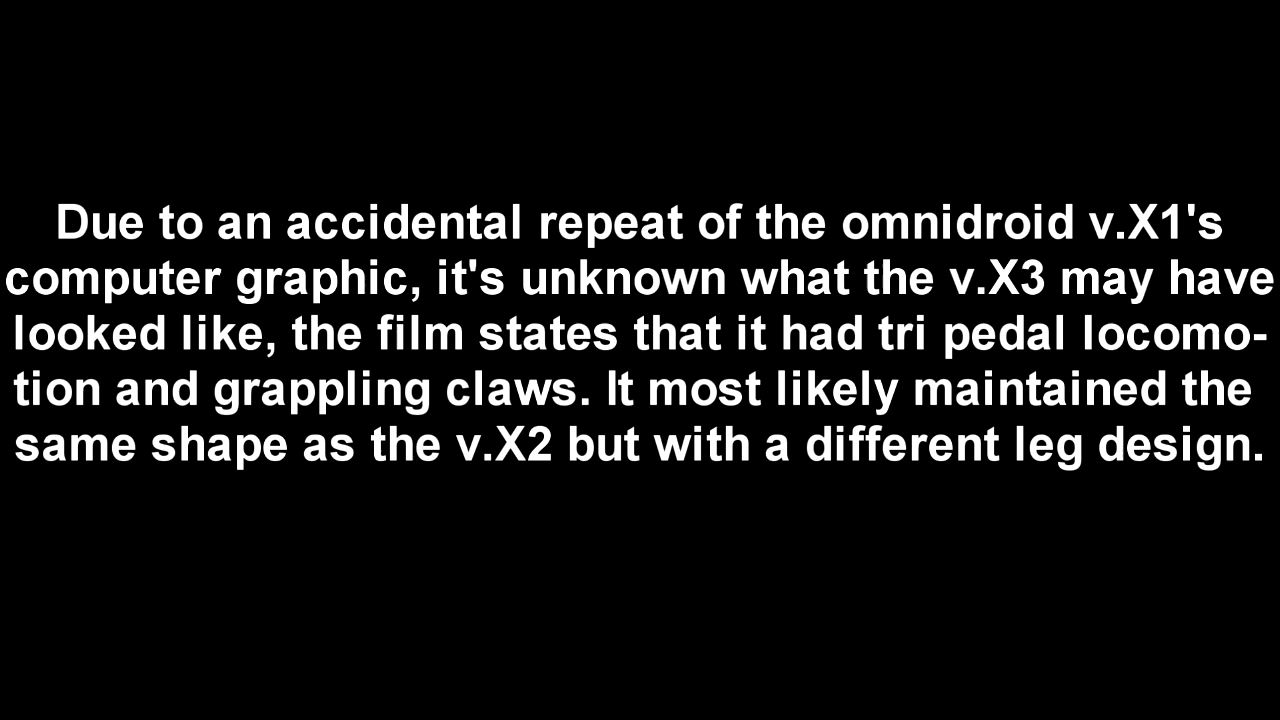 Due to an accidental repeat of the omnidroid v.X1's
computer graphic, it's unknown what the v.X3 may have
looked like, the film states that it had tri pedal locomo-
tion and grappling claws. It most likely maintained the
same shape as the v.X2 but with a different leg design.